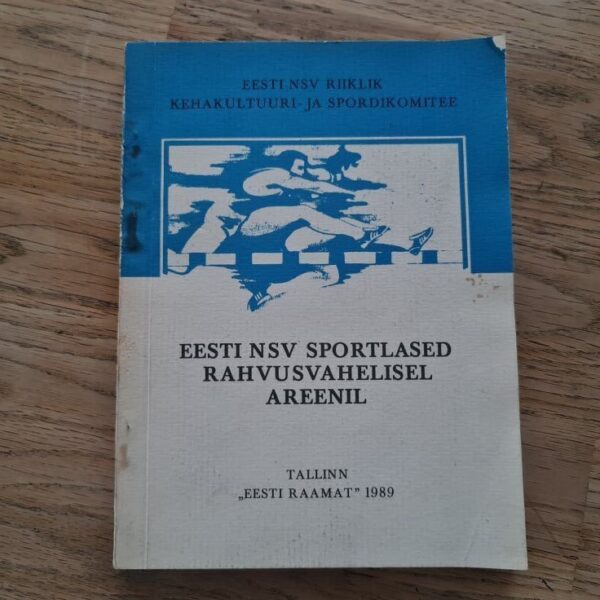 EESTI NSV RIIKLIK
KEHAKULTUURI- JA SPORDIKOMITEE
EESTI NSV SPORTLASED
RAHVUSVAHELISEL
AREENIL
TALLINN
„EESTI RAAMAT” 1989